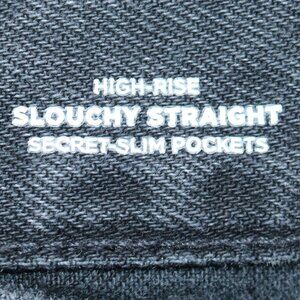 HIGH-RISE
SLOUCHY STRAIGHT
SECRET-SLIM POCKETS